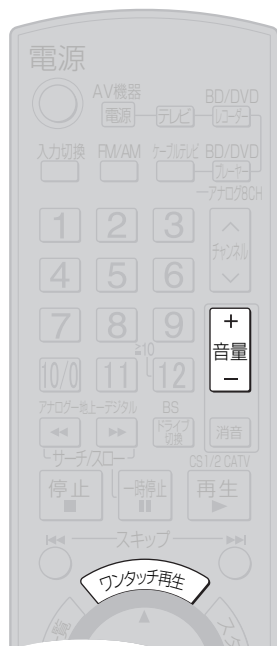 電源
AV機器 BD/DVD
電源 テレビ レコーダー
入力切換 FM/AM ケーブルテレビ BD/DVD
プレーヤー
アナログBCH
1 2 3
チャンネル
4 5 6
7 8 9 +
≧10 音量
10/0 11 12 −
アナログ−地上−デジタル BS
◀◀ ▶▶ ドライブ切換 消音
サーチ/スロー CS1/2 CATV
停止 一時停止 再生
■ ❚❚ ▶
スキップ
ワンタッチ再生